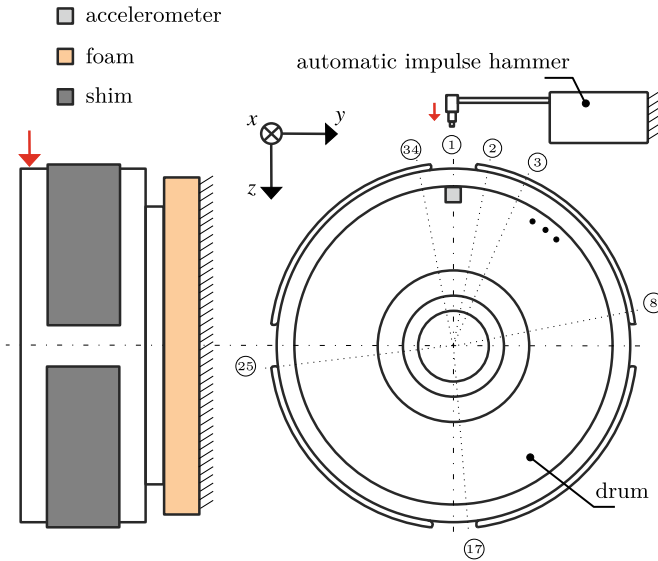 accelerometer
foam
shim
automatic impulse hammer
x
y
z
34
1
2
3
8
25
17
drum